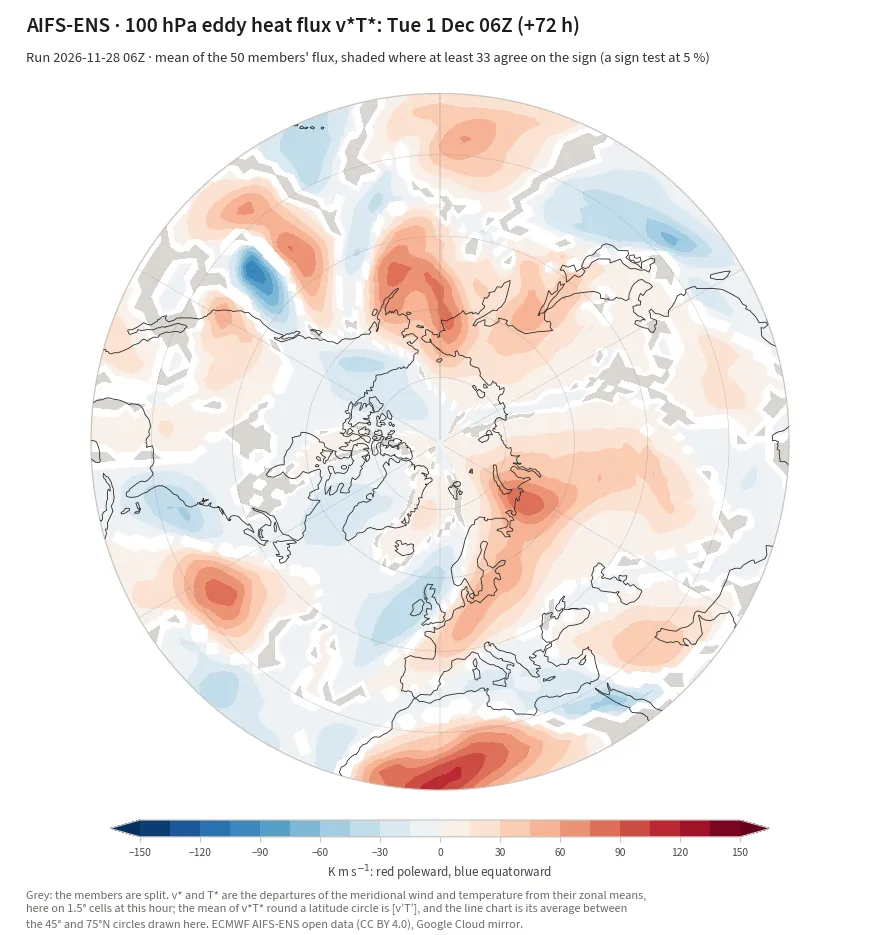 AIFS-ENS · 100 hPa eddy heat flux v*T*: Tue 1 Dec 06Z (+72 h)
Run 2026-11-28 06Z · mean of the 50 members' flux, shaded where at least 33 agree on the sign (a sign test at 5 %)
−150 −120 −90 −60 −30 0 30 60 90 120 150
K m s⁻¹: red poleward, blue equatorward
Grey: the members are split. v* and T* are the departures of the meridional wind and temperature from their zonal means,
here on 1.5° cells at this hour; the mean of v*T* round a latitude circle is [v′T′], and the line chart is its average between
the 45° and 75°N circles drawn here. ECMWF AIFS-ENS open data (CC BY 4.0), Google Cloud mirror.